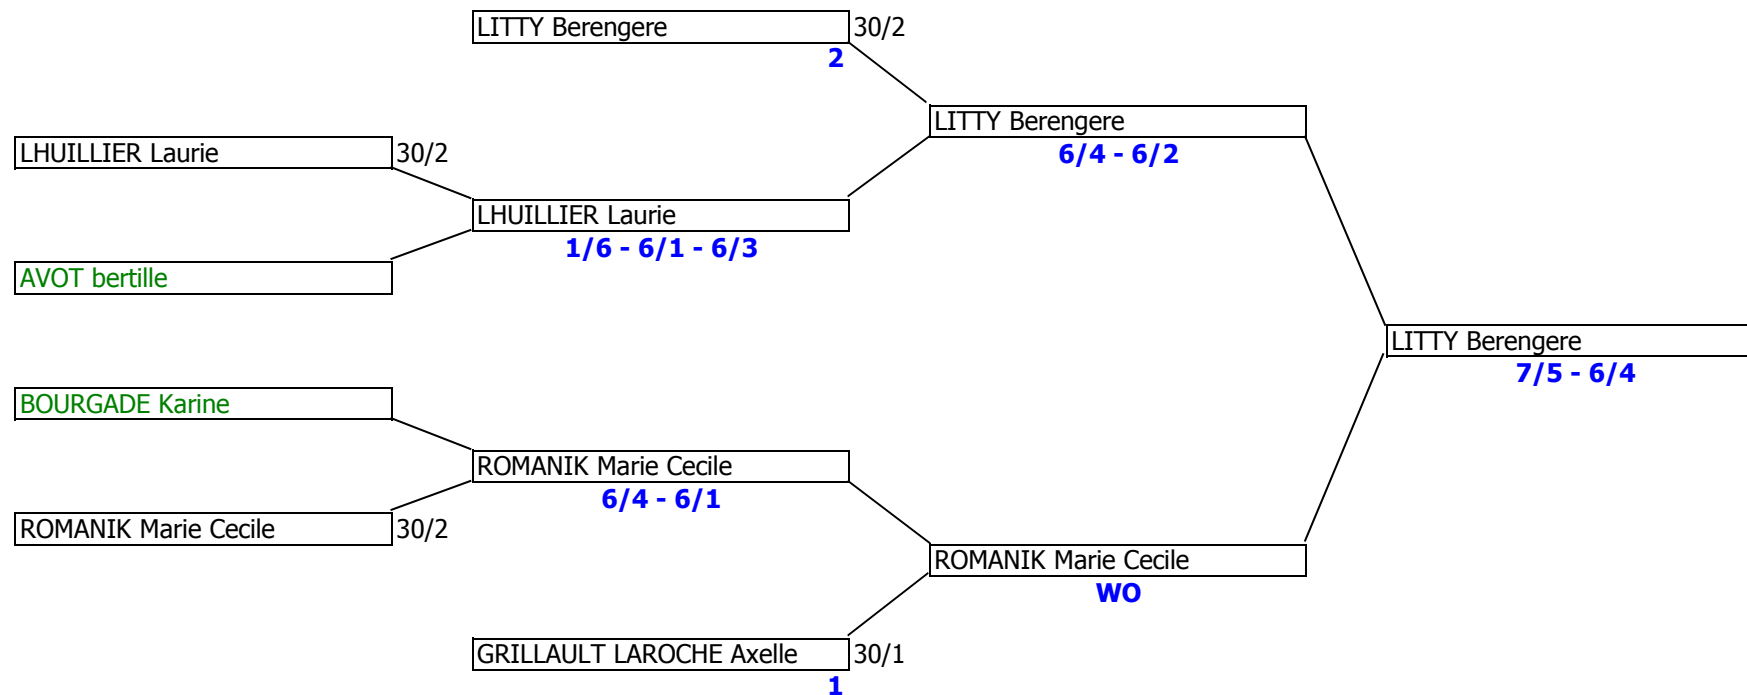 LITTY Berengere 30/2
2
LITTY Berengere
6/4 - 6/2
LHUILLIER Laurie 30/2
LHUILLIER Laurie
1/6 - 6/1 - 6/3
AVOT bertille
LITTY Berengere
7/5 - 6/4
BOURGADE Karine
ROMANIK Marie Cecile
6/4 - 6/1
ROMANIK Marie Cecile 30/2
ROMANIK Marie Cecile
WO
GRILLAULT LAROCHE Axelle 30/1
1